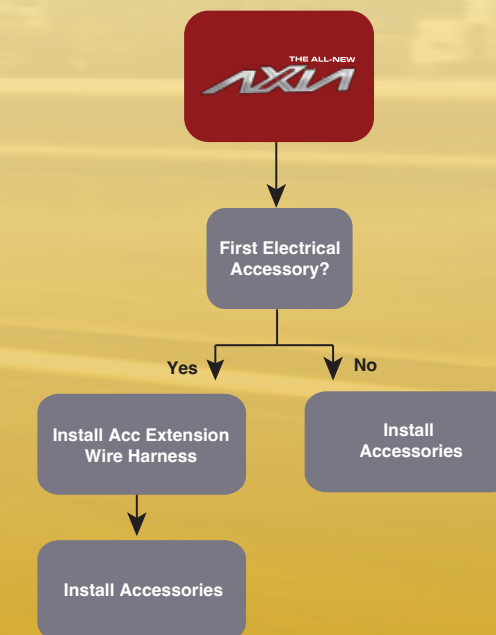 THE ALL-NEW
AXIA
First Electrical
Accessory?
Yes
No
Install Acc Extension
Wire Harness
Install
Accessories
Install Accessories